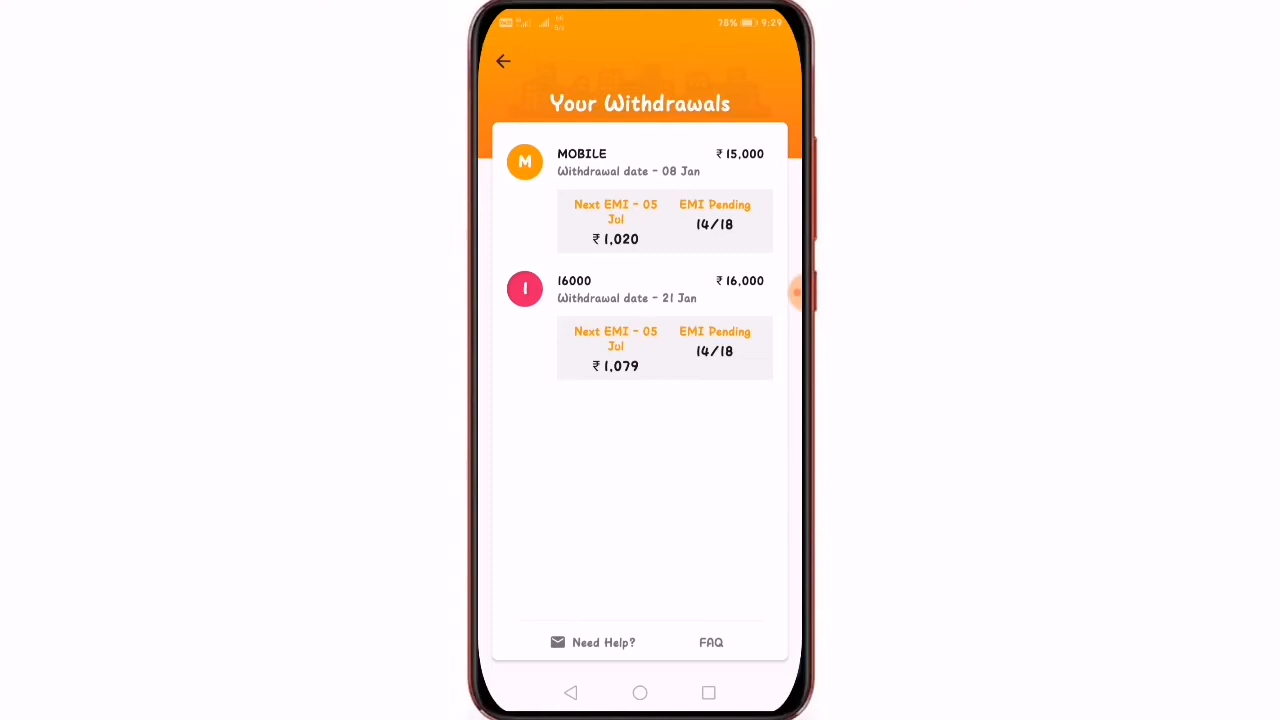 78% 9:29
Your Withdrawals
M MOBILE ₹ 15,000
Withdrawal date - 08 Jan
Next EMI - 05 EMI Pending
Jul 14/18
₹ 1,020
1 16000 ₹ 16,000
Withdrawal date - 21 Jan
Next EMI - 05 EMI Pending
Jul 14/18
₹ 1,079
Need Help? FAQ